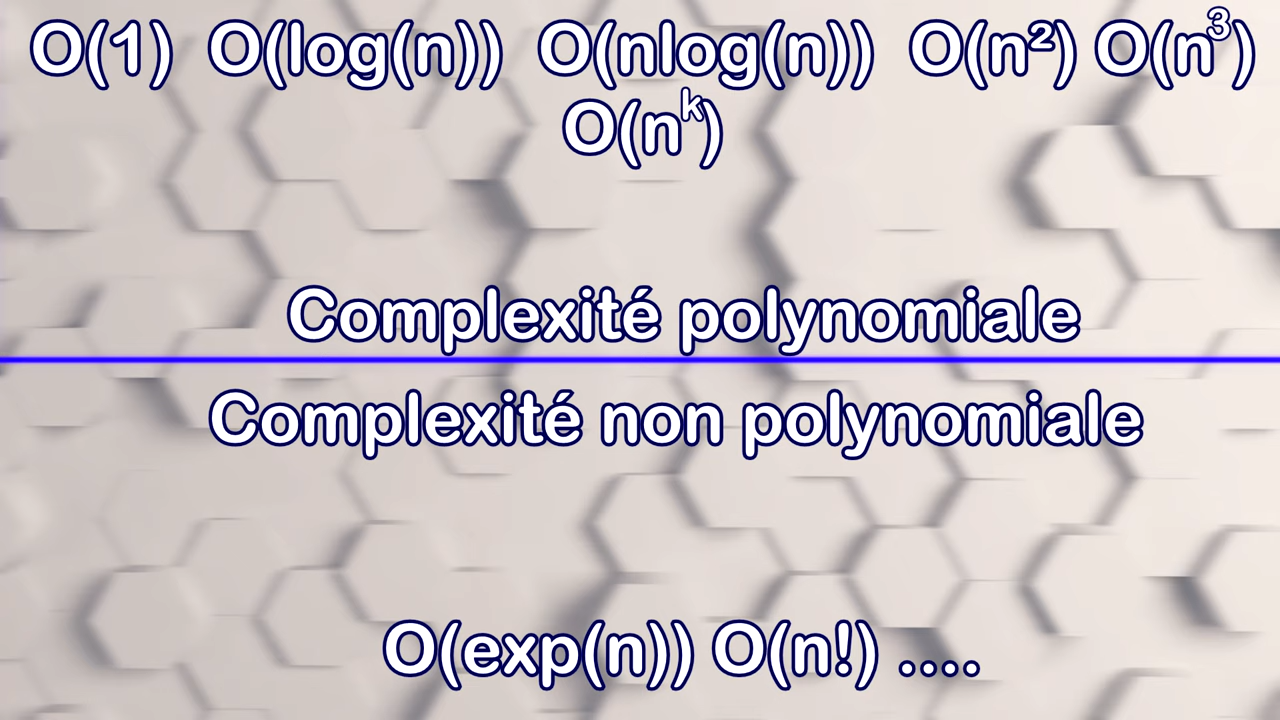 O(1) O(log(n)) O(nlog(n)) O(n²) O(n³)
O(nᵏ)
Complexité polynomiale
Complexité non polynomiale
O(exp(n)) O(n!) ....